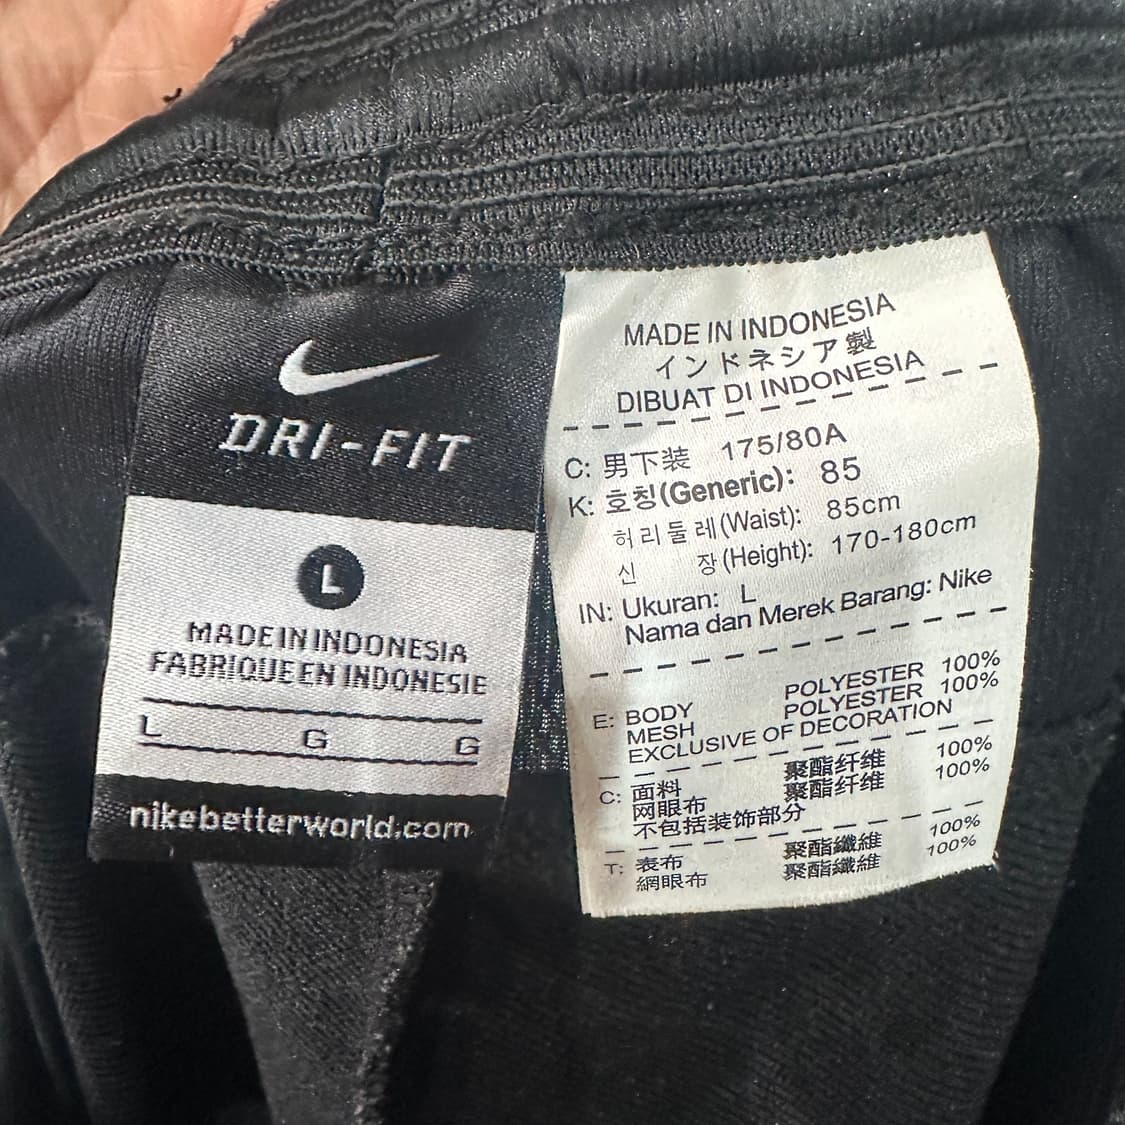 DRI-FIT
L
MADE IN INDONESIA
FABRIQUE EN INDONESIE
L G G
nikebetterworld.com
MADE IN INDONESIA
インドネシア製
DIBUAT DI INDONESIA
C: 男下装 175/80A
K: 호칭(Generic): 85
허리둘레(Waist): 85cm
신 장(Height): 170-180cm
IN: Ukuran: L
Nama dan Merek Barang: Nike
E: BODY POLYESTER 100%
MESH POLYESTER 100%
EXCLUSIVE OF DECORATION
C: 面料 聚酯纤维 100%
网眼布 聚酯纤维 100%
不包括装饰部分
T: 表布 聚酯纖維 100%
網眼布 聚酯纖維 100%